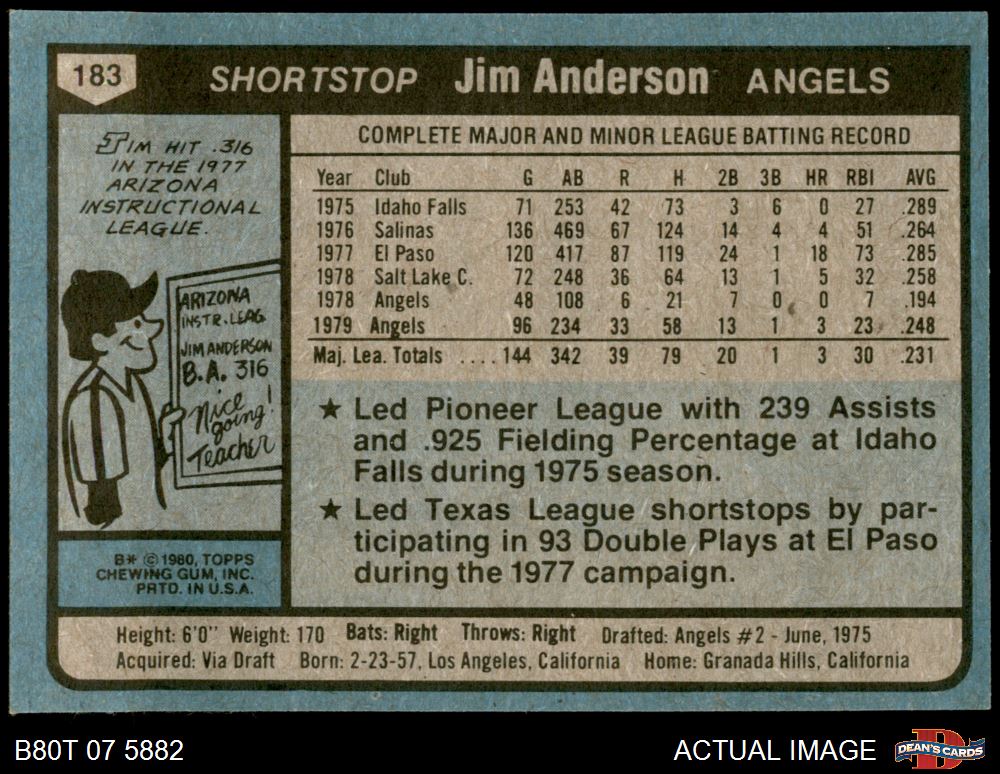 183
SHORTSTOP Jim Anderson ANGELS
JIM HIT .316
IN THE 1977
ARIZONA
INSTRUCTIONAL
LEAGUE.
ARIZONA
INSTR. LEAG
JIM ANDERSON
B.A. 316
Nice
going!
Teacher
B* © 1980, TOPPS
CHEWING GUM, INC.
PRTD. IN U.S.A.
COMPLETE MAJOR AND MINOR LEAGUE BATTING RECORD
Year Club G AB R H 2B 3B HR RBI AVG
1975 Idaho Falls 71 253 42 73 3 6 0 27 .289
1976 Salinas 136 469 67 124 14 4 4 51 .264
1977 El Paso 120 417 87 119 24 1 18 73 .285
1978 Salt Lake C. 72 248 36 64 13 1 5 32 .258
1978 Angels 48 108 6 21 7 0 0 7 .194
1979 Angels 96 234 33 58 13 1 3 23 .248
Maj. Lea. Totals ....144 342 39 79 20 1 3 30 .231
★ Led Pioneer League with 239 Assists
and .925 Fielding Percentage at Idaho
Falls during 1975 season.
★ Led Texas League shortstops by par-
ticipating in 93 Double Plays at El Paso
during the 1977 campaign.
Height: 6'0" Weight: 170 Bats: Right Throws: Right Drafted: Angels #2 - June, 1975
Acquired: Via Draft Born: 2-23-57, Los Angeles, California Home: Granada Hills, California
B80T 07 5882
ACTUAL IMAGE
DEAN'S CARDS